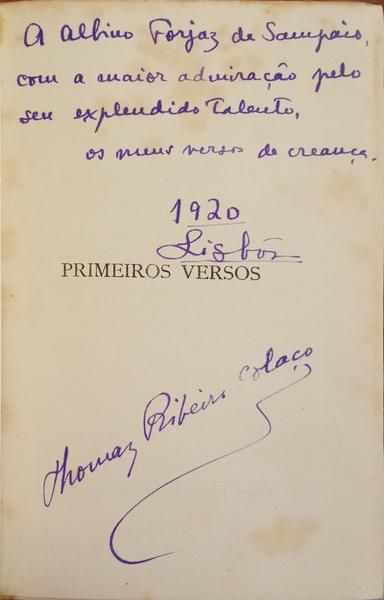 A Albino Forjaz de Sampaio,
com a maior admiração pelo
seu explendido talento,
os meus versos de creança.
1920
Lisbôa
PRIMEIROS VERSOS
Thomaz Ribeiro Colaço